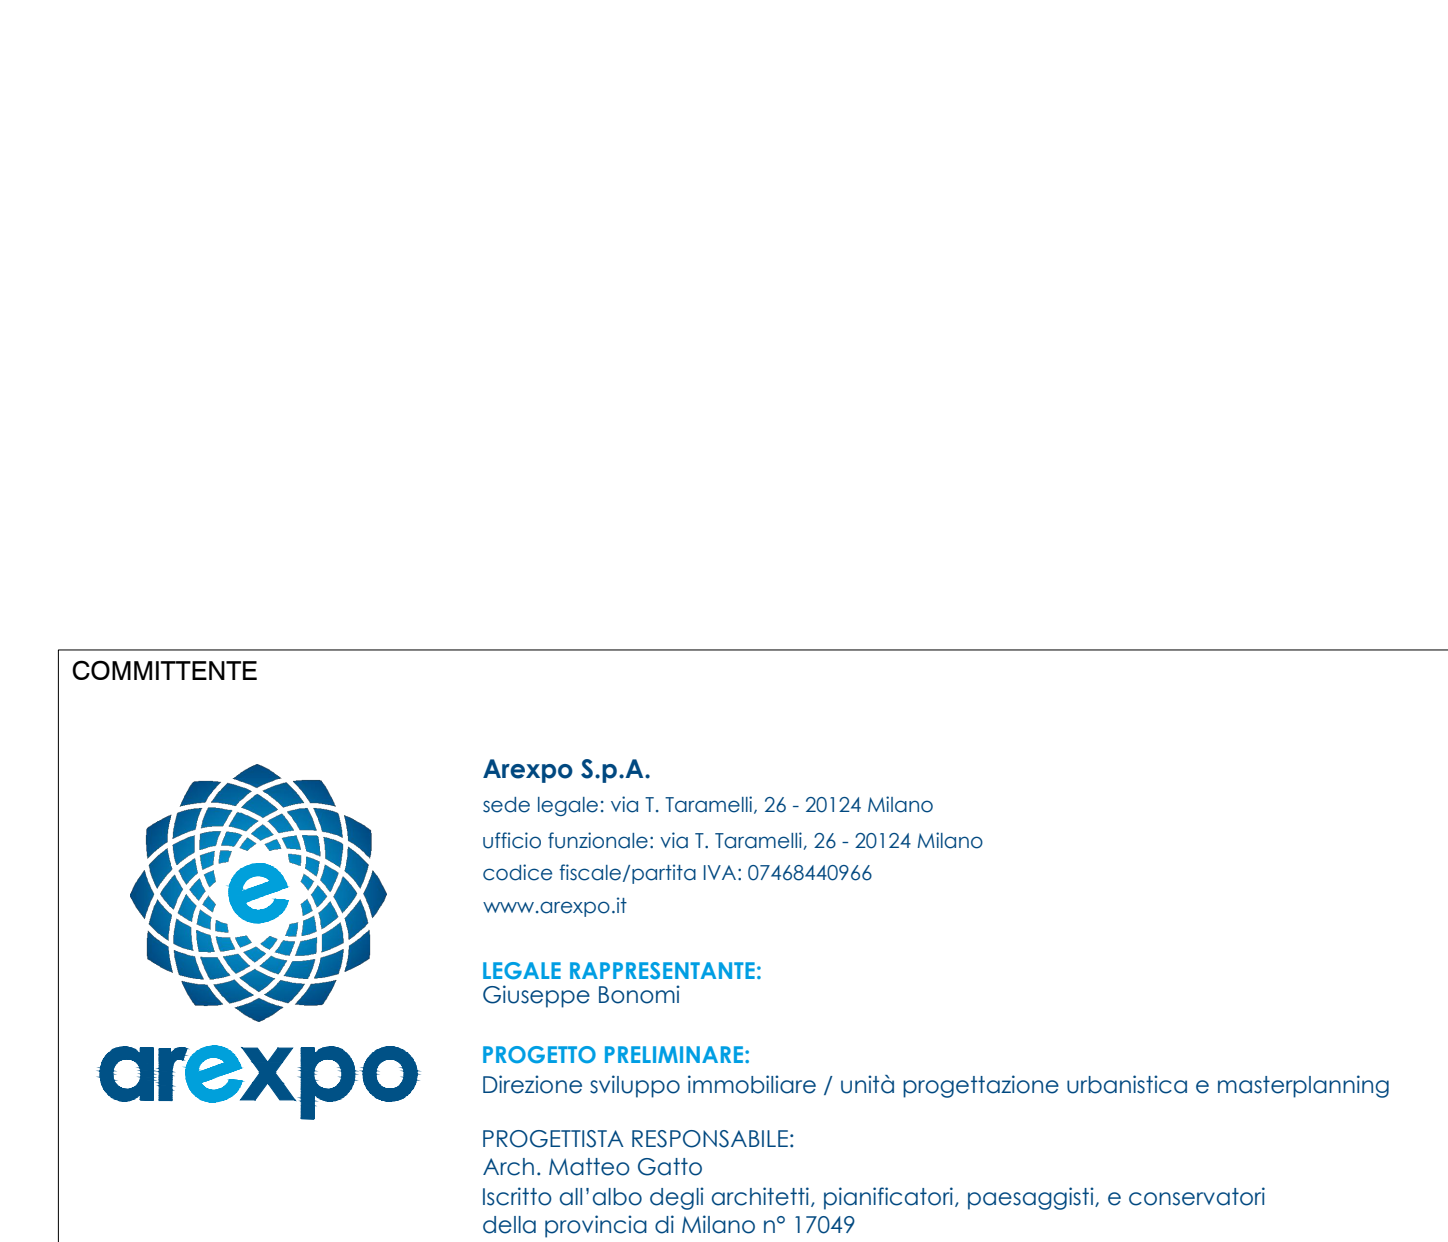 COMMITTENTE
e
arexpo
Arexpo S.p.A.
sede legale: via T. Taramelli, 26 - 20124 Milano
ufficio funzionale: via T. Taramelli, 26 - 20124 Milano
codice fiscale/partita IVA: 07468440966
www.arexpo.it
LEGALE RAPPRESENTANTE:
Giuseppe Bonomi
PROGETTO PRELIMINARE:
Direzione sviluppo immobiliare / unità progettazione urbanistica e masterplanning
PROGETTISTA RESPONSABILE:
Arch. Matteo Gatto
Iscritto all’albo degli architetti, pianificatori, paesaggisti, e conservatori
della provincia di Milano n° 17049